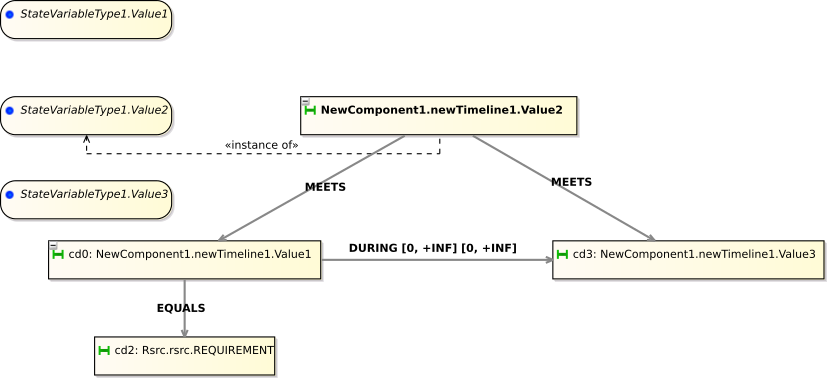 StateVariableType1.Value1
StateVariableType1.Value2
NewComponent1.newTimeline1.Value2
«instance of»
MEETS
MEETS
StateVariableType1.Value3
cd0: NewComponent1.newTimeline1.Value1
DURING [0, +INF] [0, +INF]
cd3: NewComponent1.newTimeline1.Value3
EQUALS
cd2: Rsrc.rsrc.REQUIREMENT